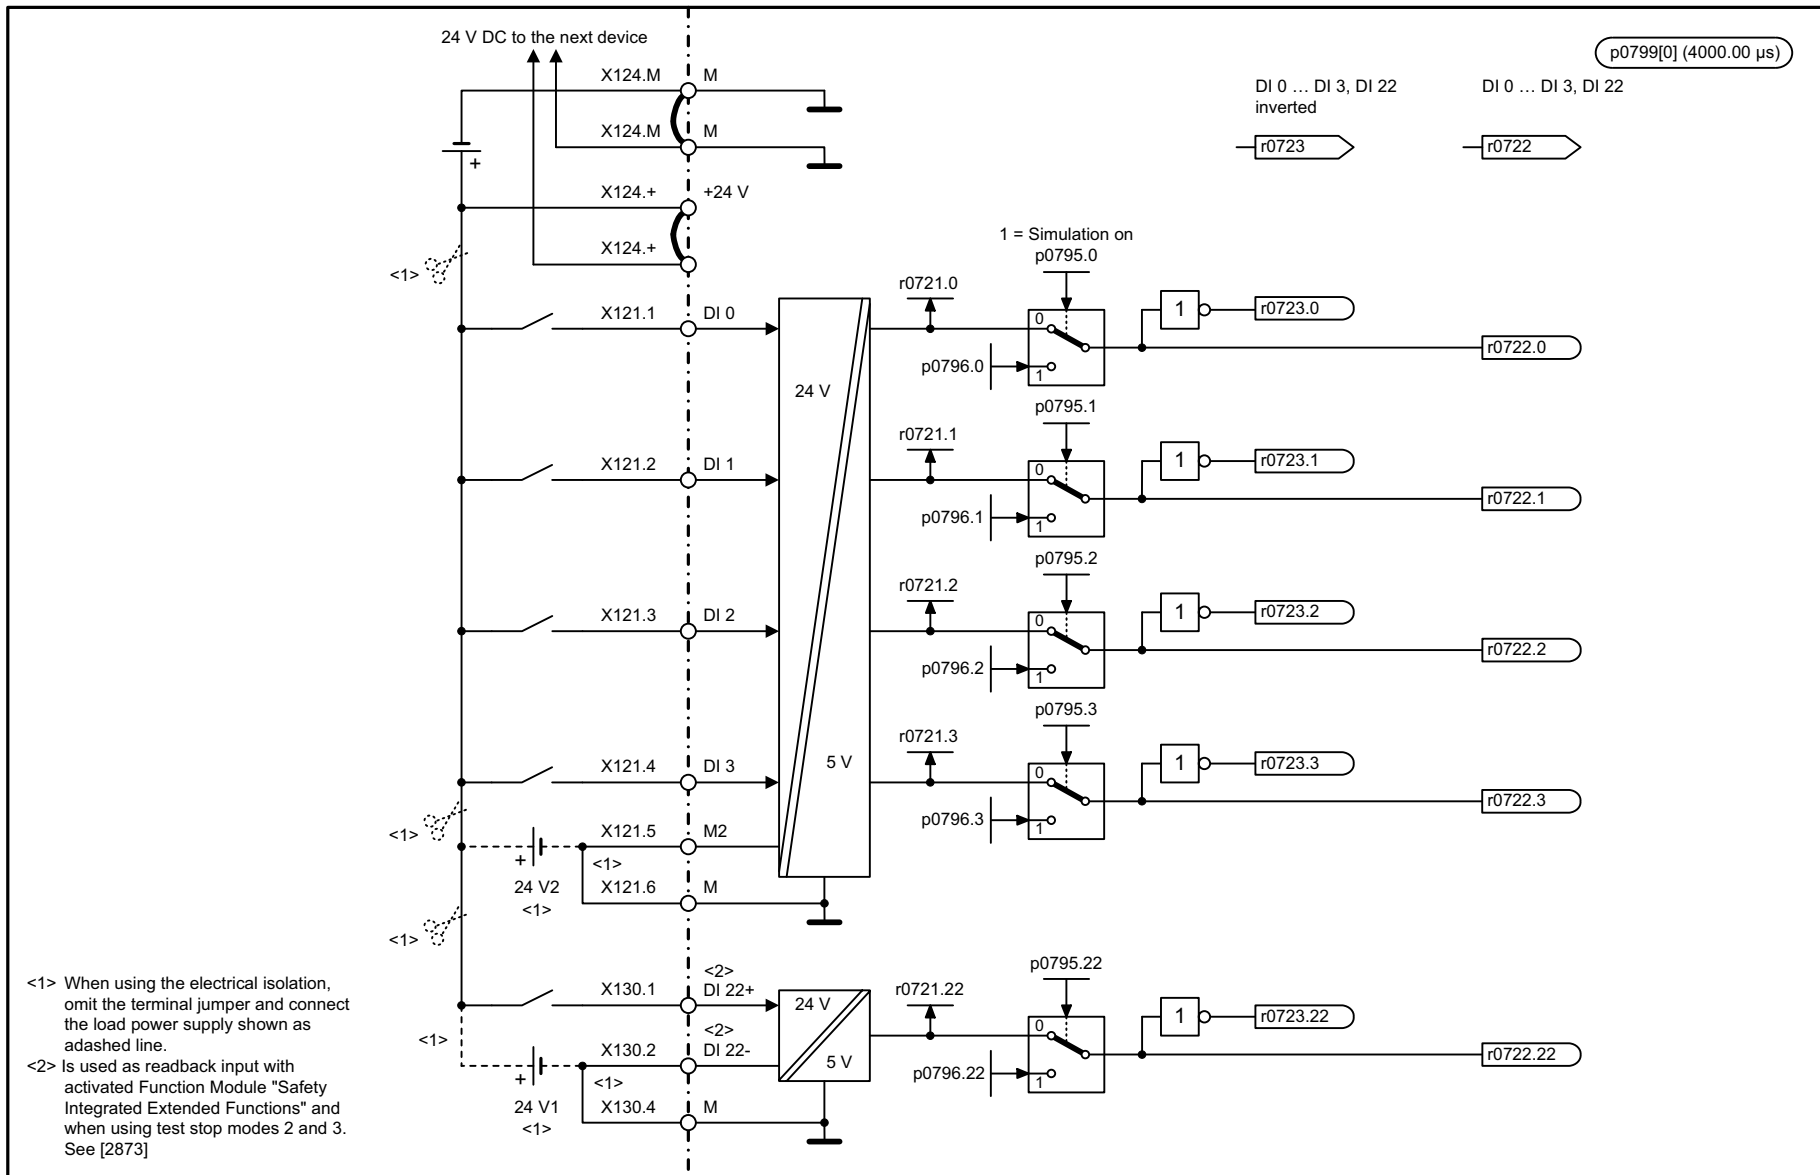 24 V DC to the next device
p0799[0] (4000.00 µs)
X124.M M
DI 0 … DI 3, DI 22
inverted
DI 0 … DI 3, DI 22
X124.M M
r0723
r0722
+
X124.+ +24 V
1 = Simulation on
X124.+
p0795.0
<1>
r0721.0
X121.1 DI 0
0
1
r0723.0
r0722.0
p0796.0
1
24 V
p0795.1
r0721.1
X121.2 DI 1
0
1
r0723.1
r0722.1
p0796.1
1
p0795.2
r0721.2
X121.3 DI 2
0
1
r0723.2
r0722.2
p0796.2
1
p0795.3
r0721.3
5 V
X121.4 DI 3
0
1
r0723.3
r0722.3
p0796.3
1
<1>
X121.5 M2
+
<1>
24 V2
X121.6 M
<1>
<1>
p0795.22
<2>
X130.1 DI 22+
24 V
r0721.22
0
1
r0723.22
<2>
<1>
X130.2 DI 22-
5 V
r0722.22
p0796.22
1
+
<1>
24 V1
X130.4 M
<1>
<1> When using the electrical isolation,
omit the terminal jumper and connect
the load power supply shown as
adashed line.
<2> Is used as readback input with
activated Function Module "Safety
Integrated Extended Functions" and
when using test stop modes 2 and 3.
See [2873]